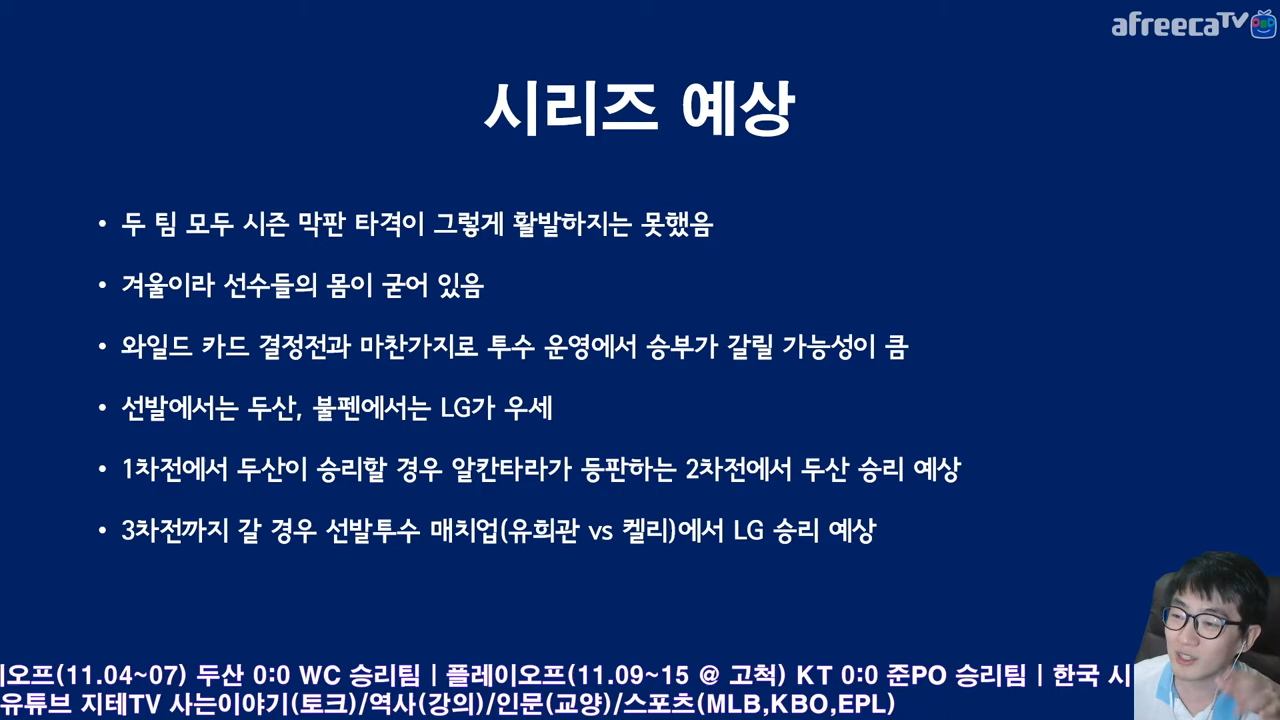 afreecaTV
시리즈 예상
• 두 팀 모두 시즌 막판 타격이 그렇게 활발하지는 못했음
• 겨울이라 선수들의 몸이 굳어 있음
• 와일드 카드 결정전과 마찬가지로 투수 운영에서 승부가 갈릴 가능성이 큼
• 선발에서는 두산, 불펜에서는 LG가 우세
• 1차전에서 두산이 승리할 경우 알칸타라가 등판하는 2차전에서 두산 승리 예상
• 3차전까지 갈 경우 선발투수 매치업(유희관 vs 켈리)에서 LG 승리 예상
이오프(11.04~07) 두산 0:0 WC 승리팀 | 플레이오프(11.09~15 @ 고척) KT 0:0 준PO 승리팀 | 한국 시
유튜브 지테TV 사는이야기(토크)/역사(강의)/인문(교양)/스포츠(MLB,KBO,EPL)